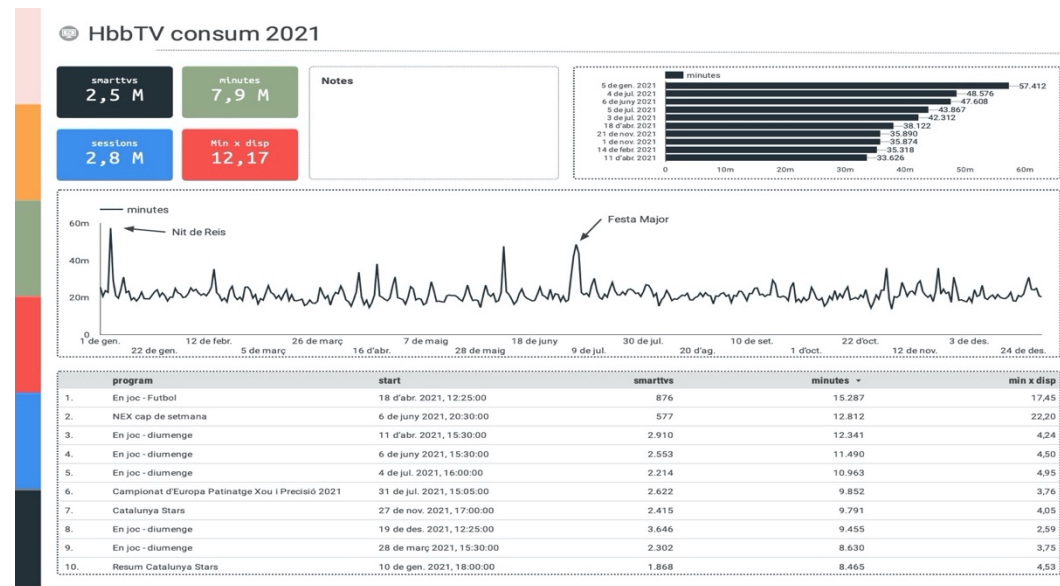 HbbTV consum 2021
smarttvs
2,5 M
minutes
7,9 M
sessions
2,8 M
Min x disp
12,17
Notes
minutes
5 de gen. 2021 57.412
4 de jul. 2021 48.576
6 de juny 2021 47.608
5 de jul. 2021 43.867
3 de jul. 2021 42.312
18 d'abr. 2021 38.122
21 de nov. 2021 35.890
1 de nov. 2021 35.874
14 de febr. 2021 35.318
11 d'abr. 2021 33.626
0 10m 20m 30m 40m 50m 60m
minutes
60m
40m
20m
0
Nit de Reis
Festa Major
1 de gen. 12 de febr. 26 de març 7 de maig 18 de juny 30 de jul. 10 de set. 22 d'oct. 3 de des.
22 de gen. 5 de març 16 d'abr. 28 de maig 9 de jul. 20 d'ag. 1 d'oct. 12 de nov. 24 de des.
program start smarttvs minutes min x disp
1. En joc - Futbol 18 d'abr. 2021, 12:25:00 876 15.287 17,45
2. NEX cap de setmana 6 de juny 2021, 20:30:00 577 12.812 22,20
3. En joc - diumenge 11 d'abr. 2021, 15:30:00 2.910 12.341 4,24
4. En joc - diumenge 6 de juny 2021, 15:30:00 2.553 11.490 4,50
5. En joc - diumenge 4 de jul. 2021, 16:00:00 2.214 10.963 4,95
6. Campionat d'Europa Patinatge Xou i Precisió 2021 31 de jul. 2021, 15:05:00 2.622 9.852 3,76
7. Catalunya Stars 27 de nov. 2021, 17:00:00 2.415 9.791 4,05
8. En joc - diumenge 19 de des. 2021, 12:25:00 3.646 9.455 2,59
9. En joc - diumenge 28 de març 2021, 15:30:00 2.302 8.630 3,75
10. Resum Catalunya Stars 10 de gen. 2021, 18:00:00 1.868 8.465 4,53